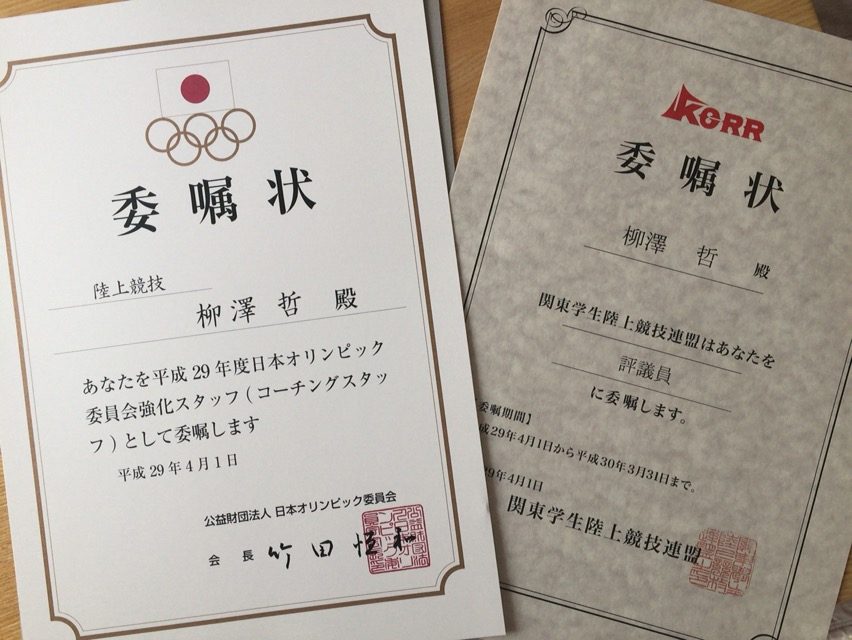 委嘱状
陸上競技
柳澤 哲 殿
あなたを平成29年度日本オリンピック
委員会強化スタッフ(コーチングスタッ
フ)として委嘱します
平成29年4月1日
公益財団法人 日本オリンピック委員会
会 長 竹田恆和
KGRR
委嘱状
柳澤 哲 殿
関東学生陸上競技連盟はあなたを
評議員
に委嘱します。
委嘱期間】
成29年4月1日から平成30年3月31日まで。
29年4月1日
関東学生陸上競技連盟